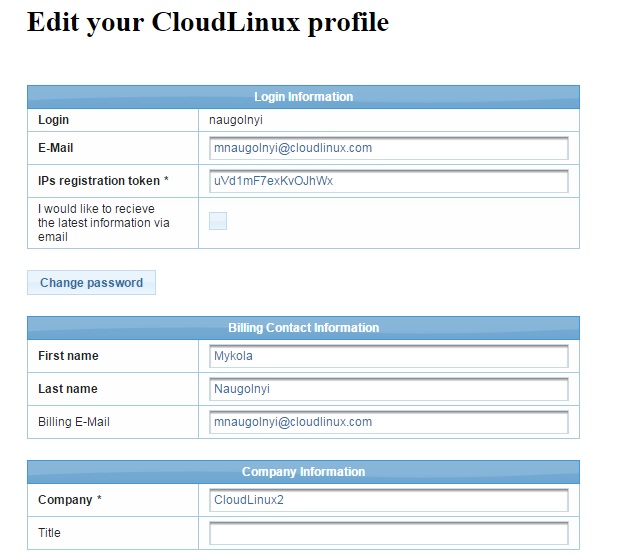 Edit your CloudLinux profile
Login Information
Login naugolnyi
E-Mail mnaugolnyi@cloudlinux.com
IPs registration token * uVd1mF7exKvOJhWx
I would like to recieve
the latest information via
email
Change password
Billing Contact Information
First name Mykola
Last name Naugolnyi
Billing E-Mail mnaugolnyi@cloudlinux.com
Company Information
Company * CloudLinux2
Title